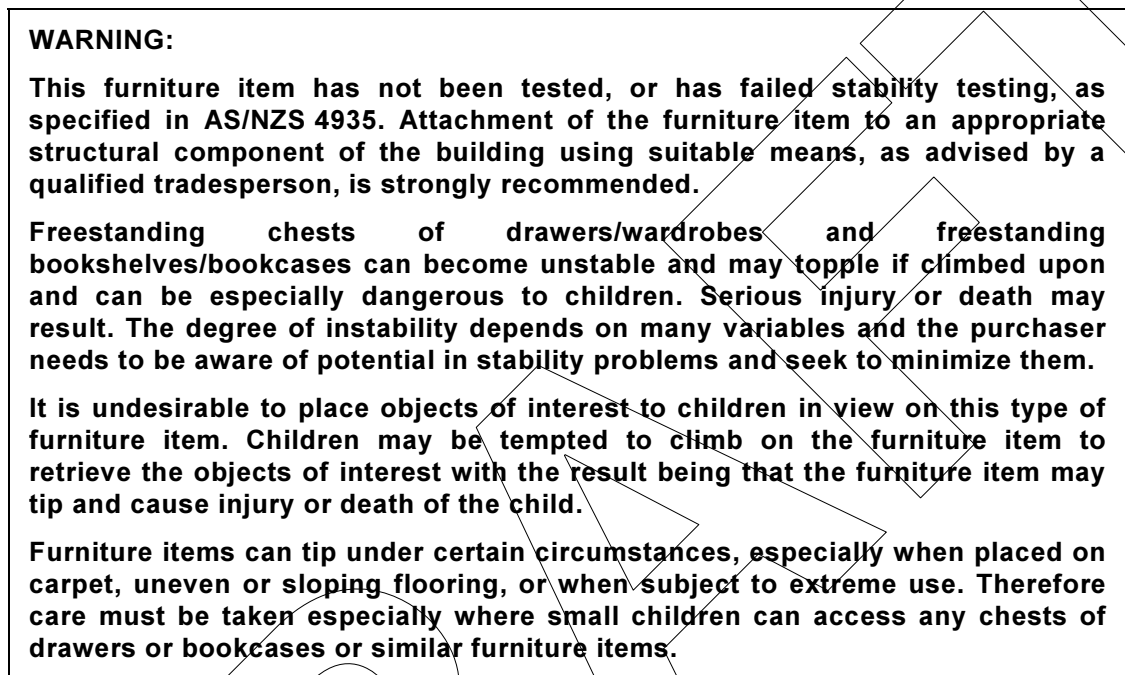 WARNING:
This furniture item has not been tested, or has failed stability testing, as
specified in AS/NZS 4935. Attachment of the furniture item to an appropriate
structural component of the building using suitable means, as advised by a
qualified tradesperson, is strongly recommended.
Freestanding chests of drawers/wardrobes and freestanding
bookshelves/bookcases can become unstable and may topple if climbed upon
and can be especially dangerous to children. Serious injury or death may
result. The degree of instability depends on many variables and the purchaser
needs to be aware of potential in stability problems and seek to minimize them.
It is undesirable to place objects of interest to children in view on this type of
furniture item. Children may be tempted to climb on the furniture item to
retrieve the objects of interest with the result being that the furniture item may
tip and cause injury or death of the child.
Furniture items can tip under certain circumstances, especially when placed on
carpet, uneven or sloping flooring, or when subject to extreme use. Therefore
care must be taken especially where small children can access any chests of
drawers or bookcases or similar furniture items.